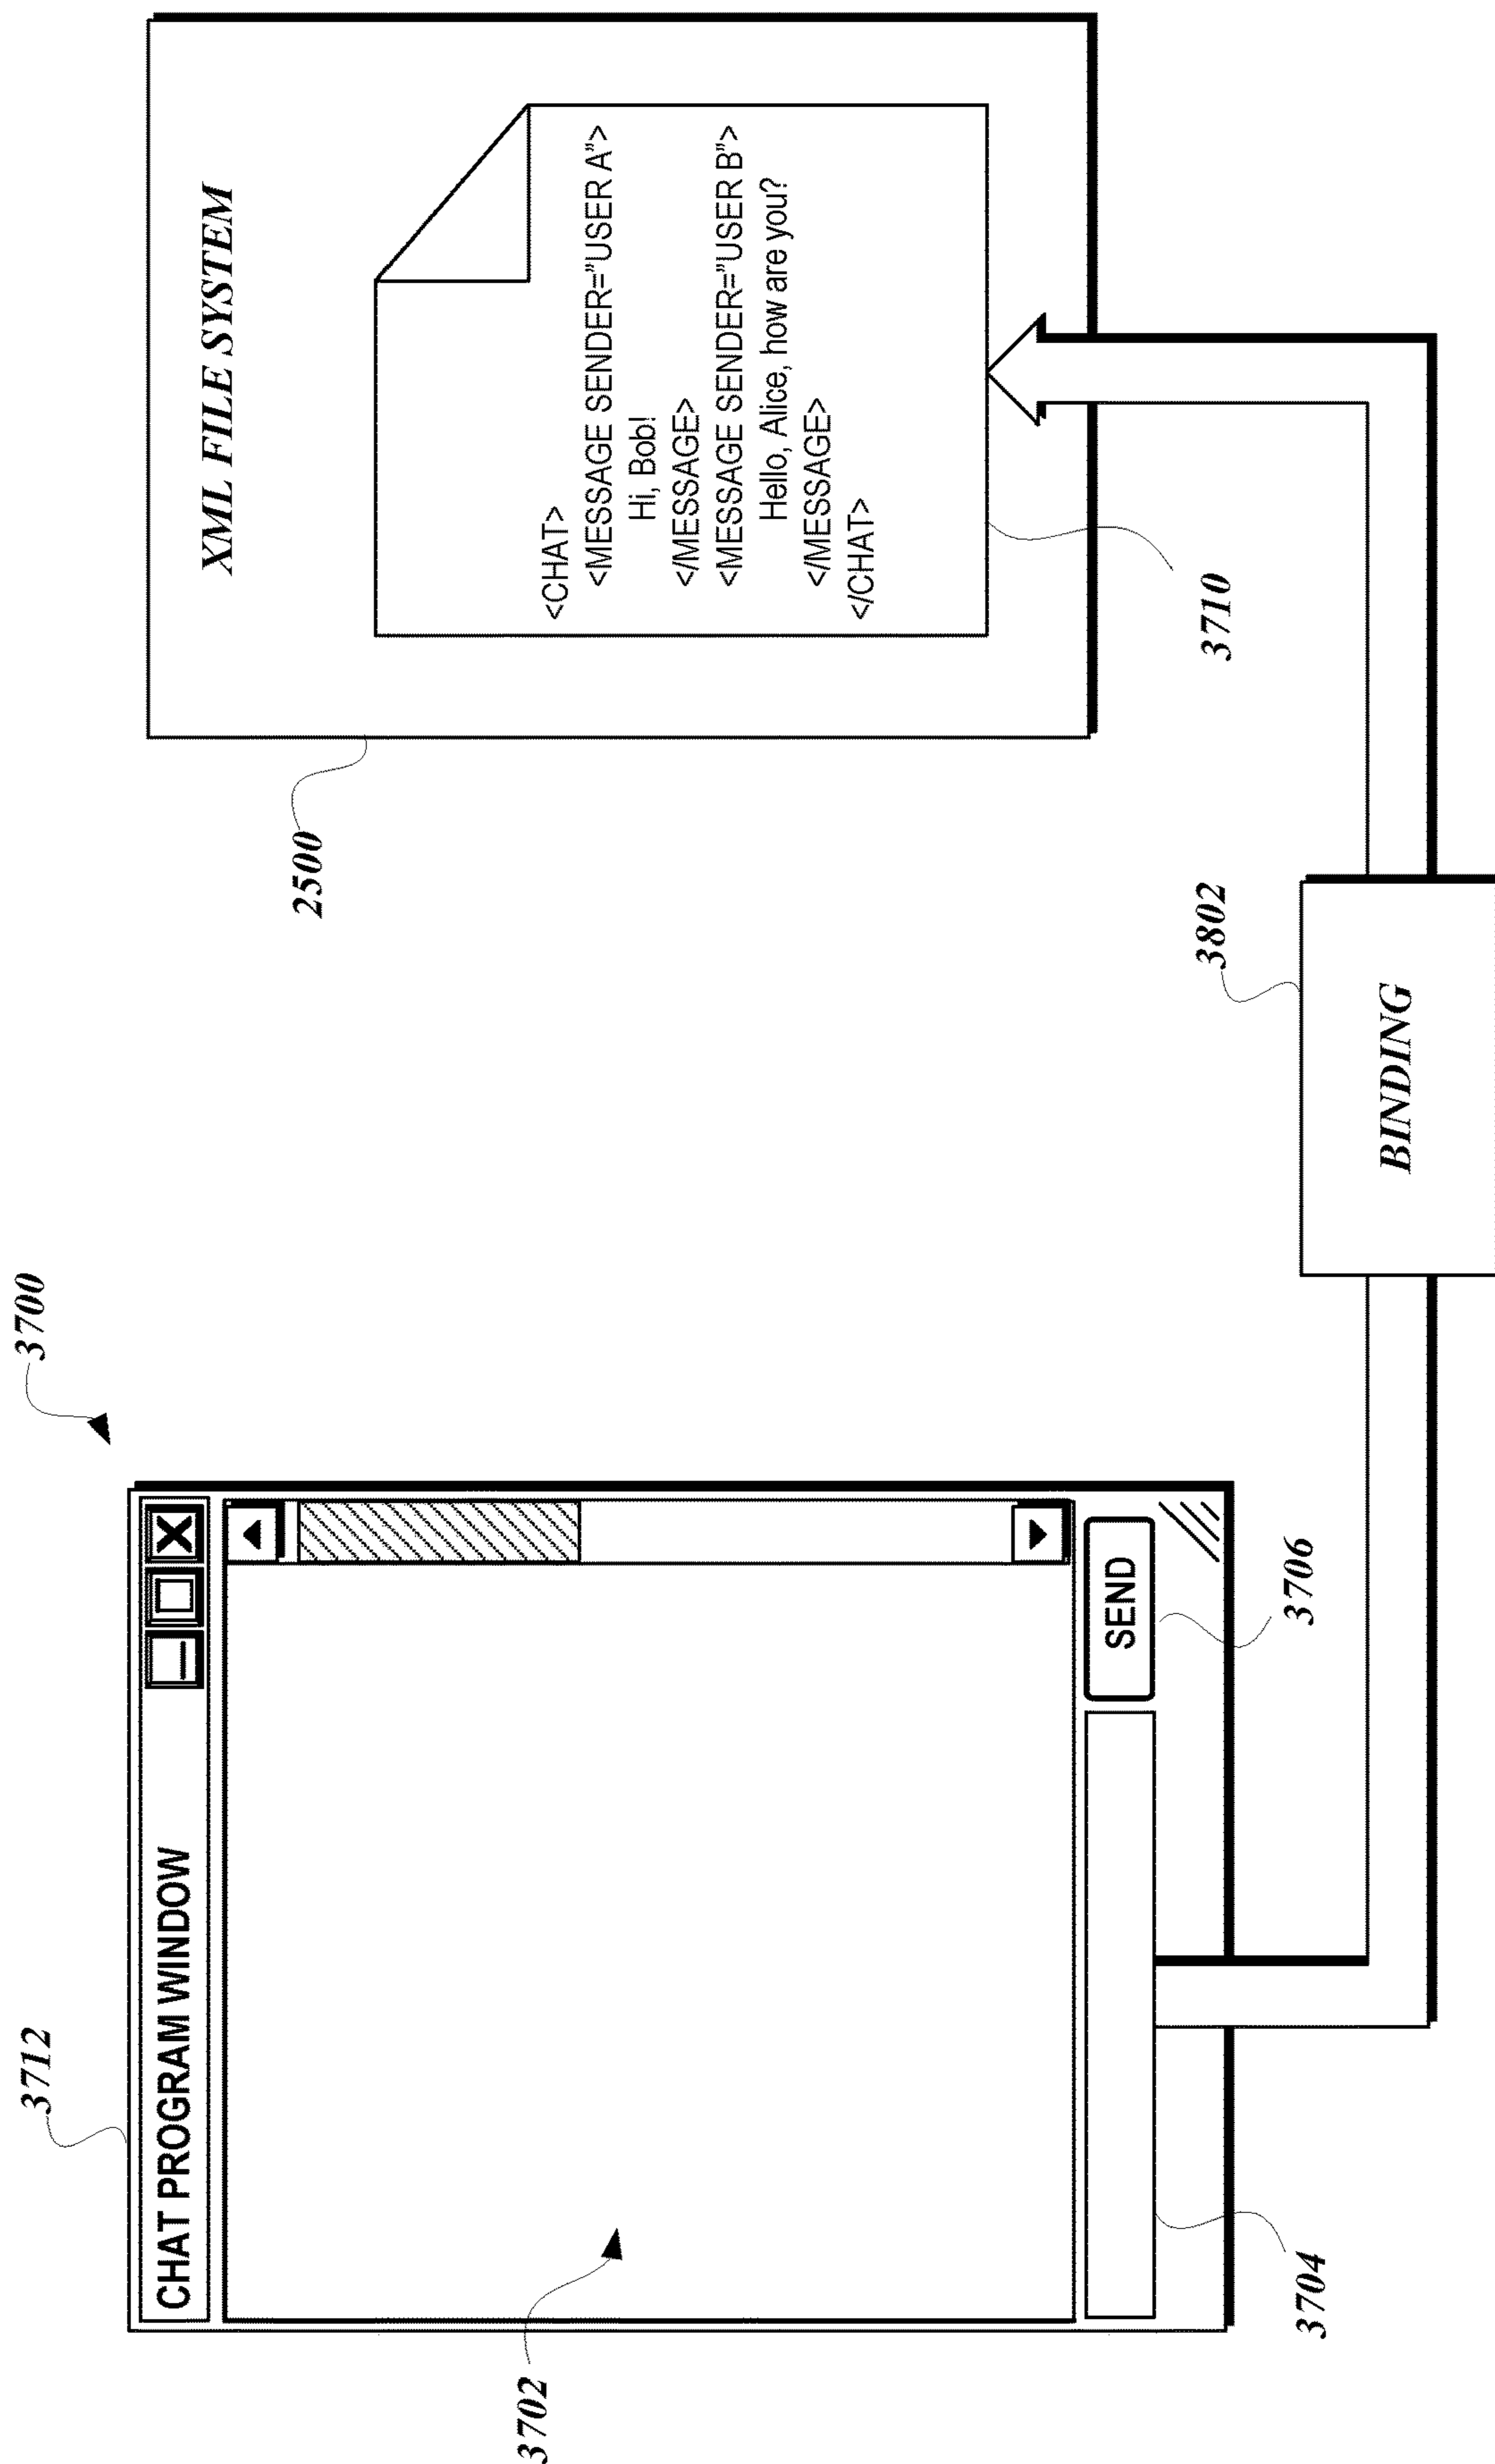 3700
3712
CHAT PROGRAM WINDOW
3702
SEND
3704
3706
XML FILE SYSTEM
2500
<CHAT>
<MESSAGE SENDER=”USER A”>
Hi, Bob!
</MESSAGE>
<MESSAGE SENDER=”USER B”>
Hello, Alice, how are you?
</MESSAGE>
</CHAT>
3710
3802
BINDING